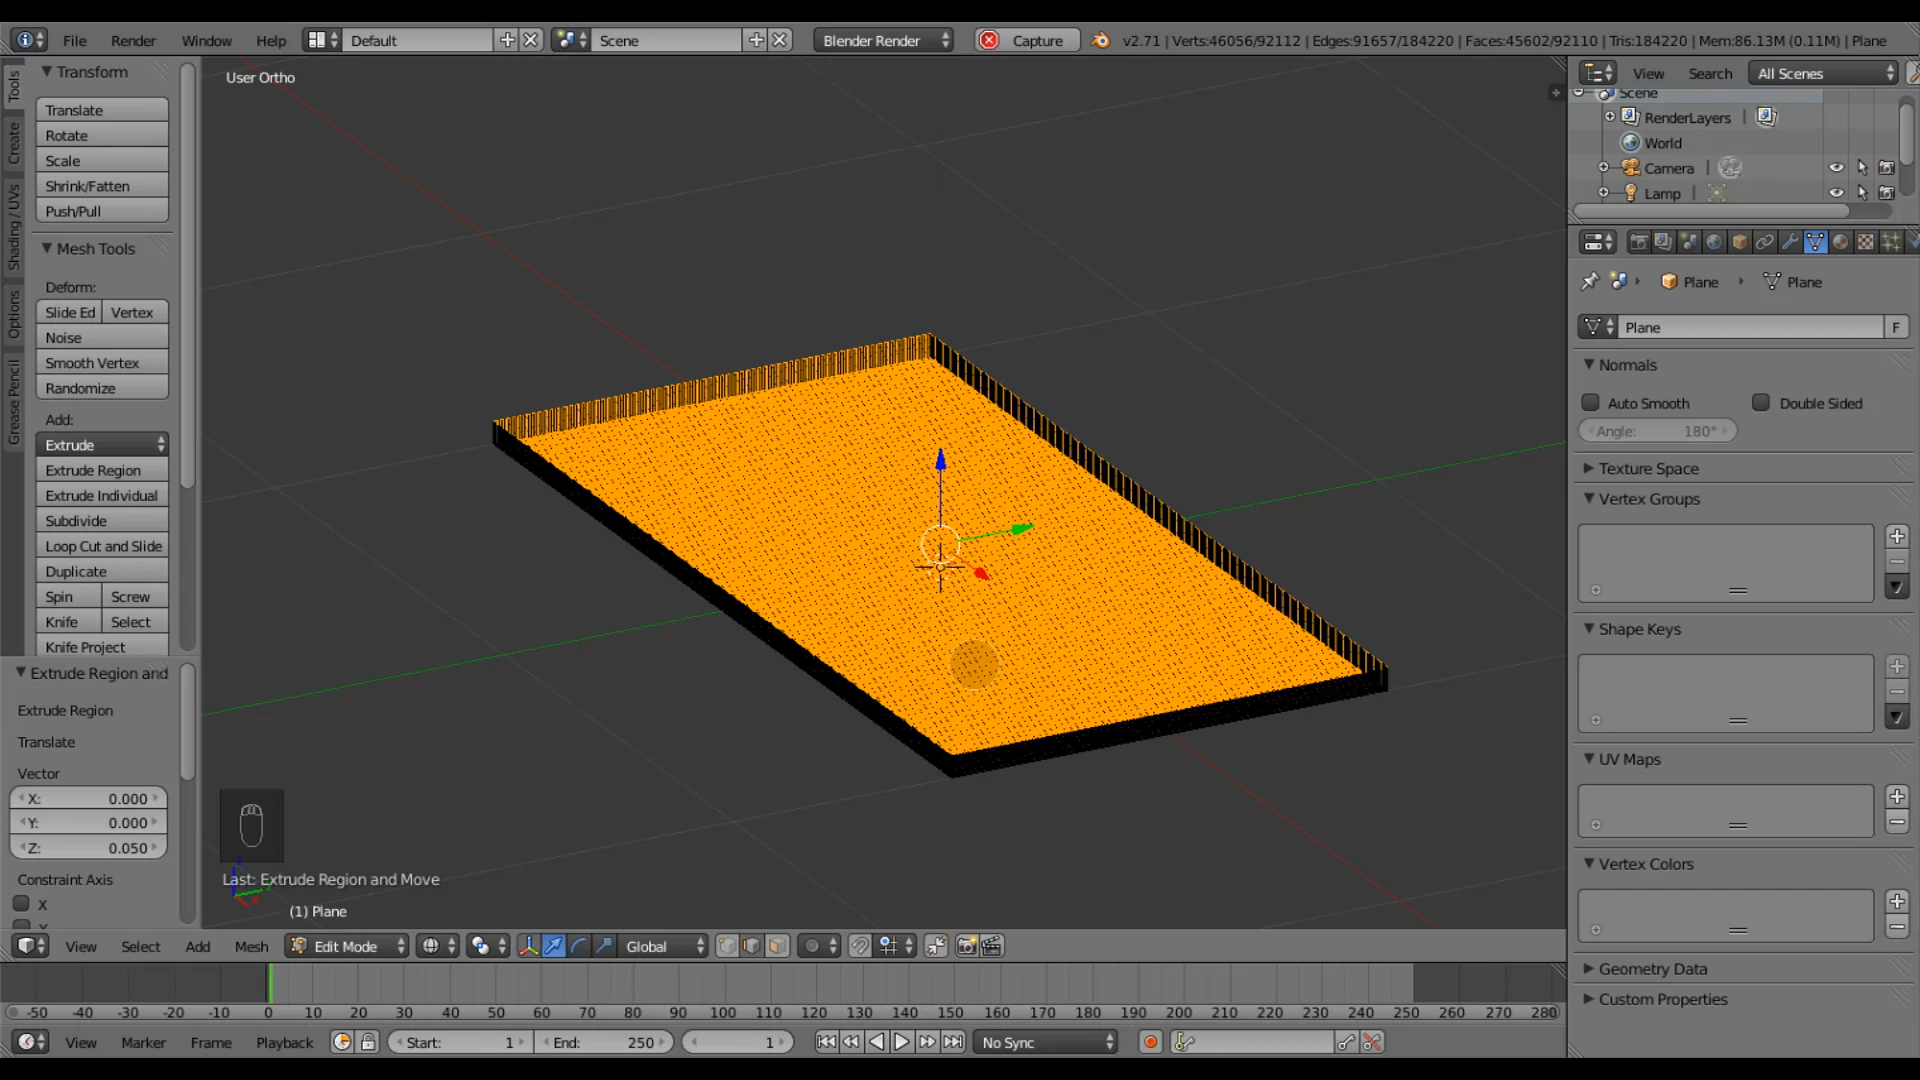 File Render Window Help Default Scene Blender Render Capture v2.71 | Verts:46056/92112 | Edges:91657/184220 | Faces:45602/92110 | Tris:184220 | Mem:86.13M (0.11M) | Plane
Tools
Create
Shading / UVs
Options
Grease Pencil
Transform
Translate
Rotate
Scale
Shrink/Fatten
Push/Pull
Mesh Tools
Deform:
Slide Ed Vertex
Noise
Smooth Vertex
Randomize
Add:
Extrude
Extrude Region
Extrude Individual
Subdivide
Loop Cut and Slide
Duplicate
Spin Screw
Knife Select
Knife Project
Extrude Region and
Extrude Region
Translate
Vector
X: 0.000
Y: 0.000
Z: 0.050
Constraint Axis
X
Y
User Ortho
Last: Extrude Region and Move
(1) Plane
View Select Add Mesh Edit Mode Global
-50 -40 -30 -20 -10 0 10 20 30 40 50 60 70 80 90 100 110 120 130 140 150 160 170 180 190 200 210 220 230 240 250 260 270 280
View Marker Frame Playback Start: 1 End: 250 1 No Sync
View Search All Scenes
Scene
RenderLayers |
World
Camera |
Lamp |
Plane Plane
Plane F
Normals
Auto Smooth Double Sided
Angle: 180°
Texture Space
Vertex Groups
Shape Keys
UV Maps
Vertex Colors
Geometry Data
Custom Properties